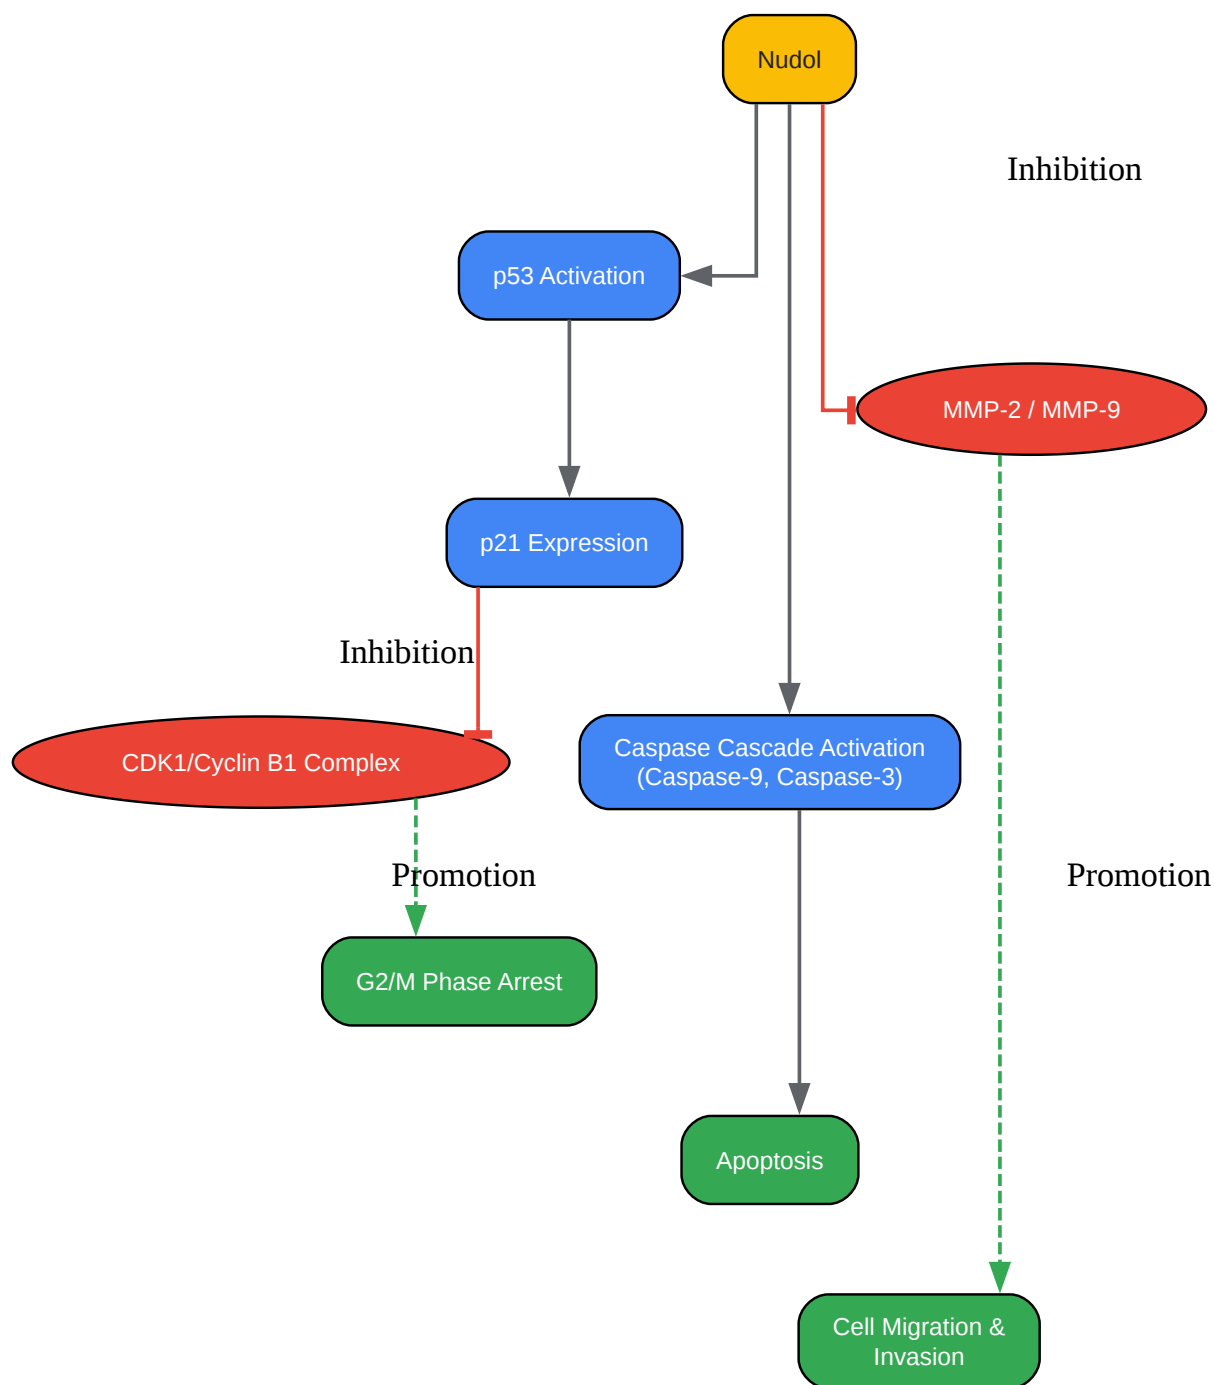 Nudol
Inhibition
p53 Activation
MMP-2 / MMP-9
p21 Expression
Inhibition
CDK1/Cyclin B1 Complex
Caspase Cascade Activation
(Caspase-9, Caspase-3)
Promotion
Promotion
G2/M Phase Arrest
Apoptosis
Cell Migration &
Invasion